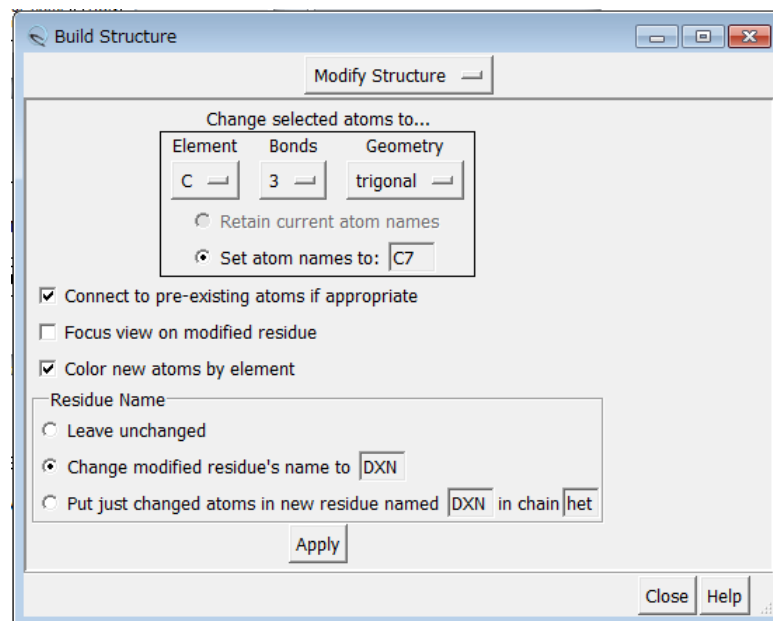 Build Structure
Modify Structure
Change selected atoms to...
Element Bonds Geometry
C 3 trigonal
Retain current atom names
Set atom names to: C7
Connect to pre-existing atoms if appropriate
Focus view on modified residue
Color new atoms by element
Residue Name
Leave unchanged
Change modified residue's name to DXN
Put just changed atoms in new residue named DXN in chain het
Apply
Close Help